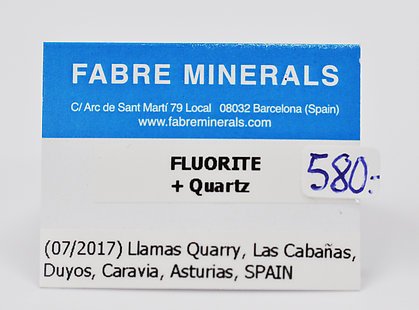 FABRE MINERALS
C/ Arc de Sant Martí 79 Local 08032 Barcelona (Spain)
www.fabreminerals.com
FLUORITE
+ Quartz
580.-
(07/2017) Llamas Quarry, Las Cabañas,
Duyos, Caravia, Asturias, SPAIN